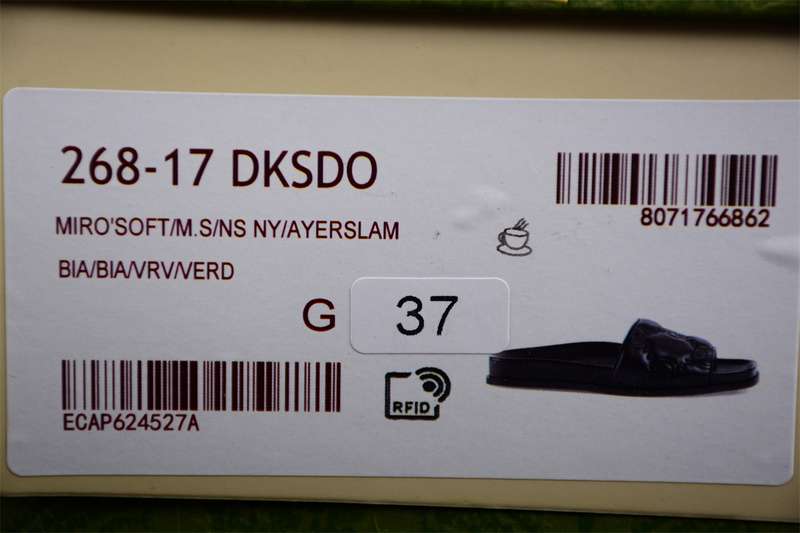 268-17 DKSDO
8071766862
MIRO'SOFT/M.S/NS NY/AYERSLAM
BIA/BIA/VRV/VERD
G 37
RFID
ECAP624527A